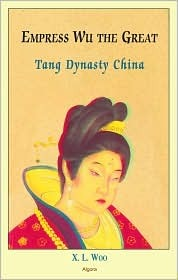 EMPRESS WU THE GREAT
Tang Dynasty China
X. L. WOO
Algora